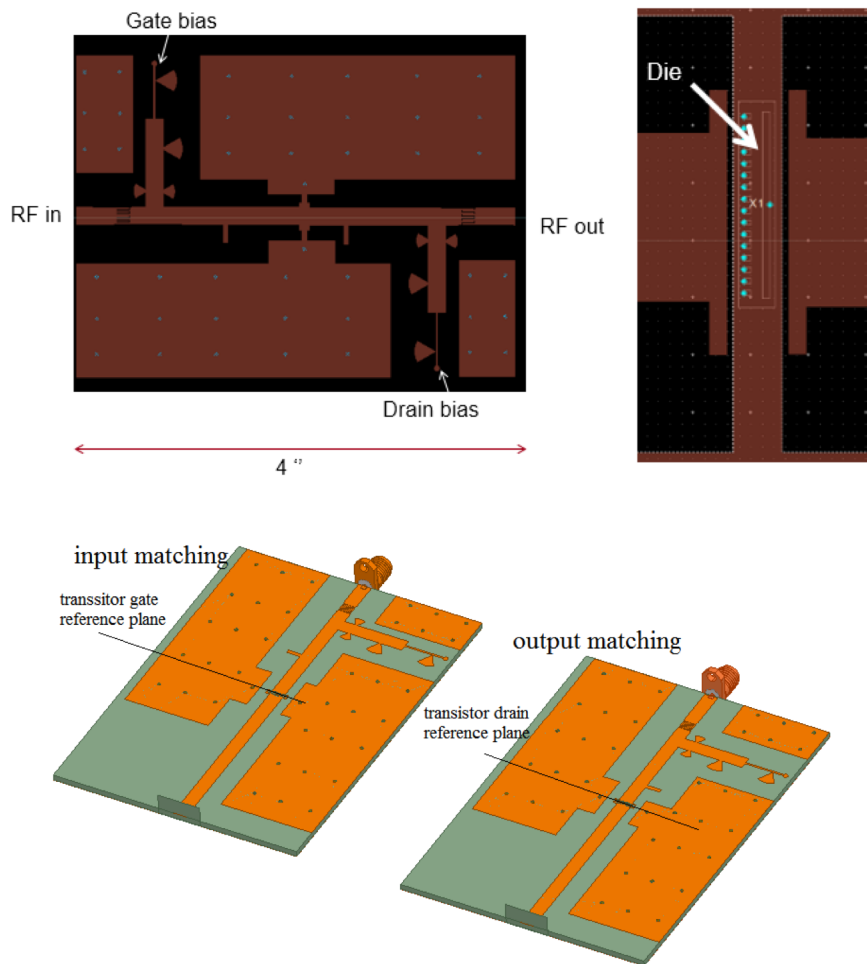 Gate bias
Die
X1
RF in
RF out
Drain bias
4 ‘’
input matching
transsitor gate
reference plane
output matching
transistor drain
reference plane